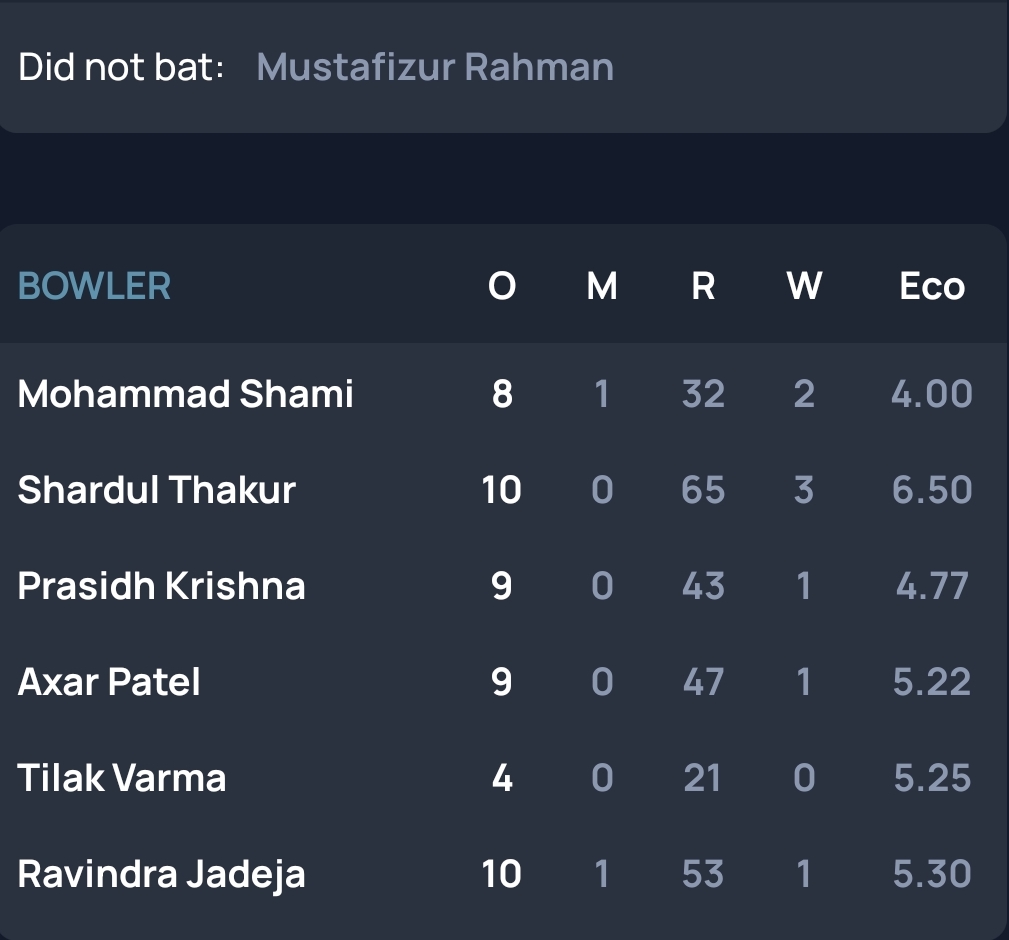 Did not bat: Mustafizur Rahman
BOWLER O M R W Eco
Mohammad Shami 8 1 32 2 4.00
Shardul Thakur 10 0 65 3 6.50
Prasidh Krishna 9 0 43 1 4.77
Axar Patel 9 0 47 1 5.22
Tilak Varma 4 0 21 0 5.25
Ravindra Jadeja 10 1 53 1 5.30